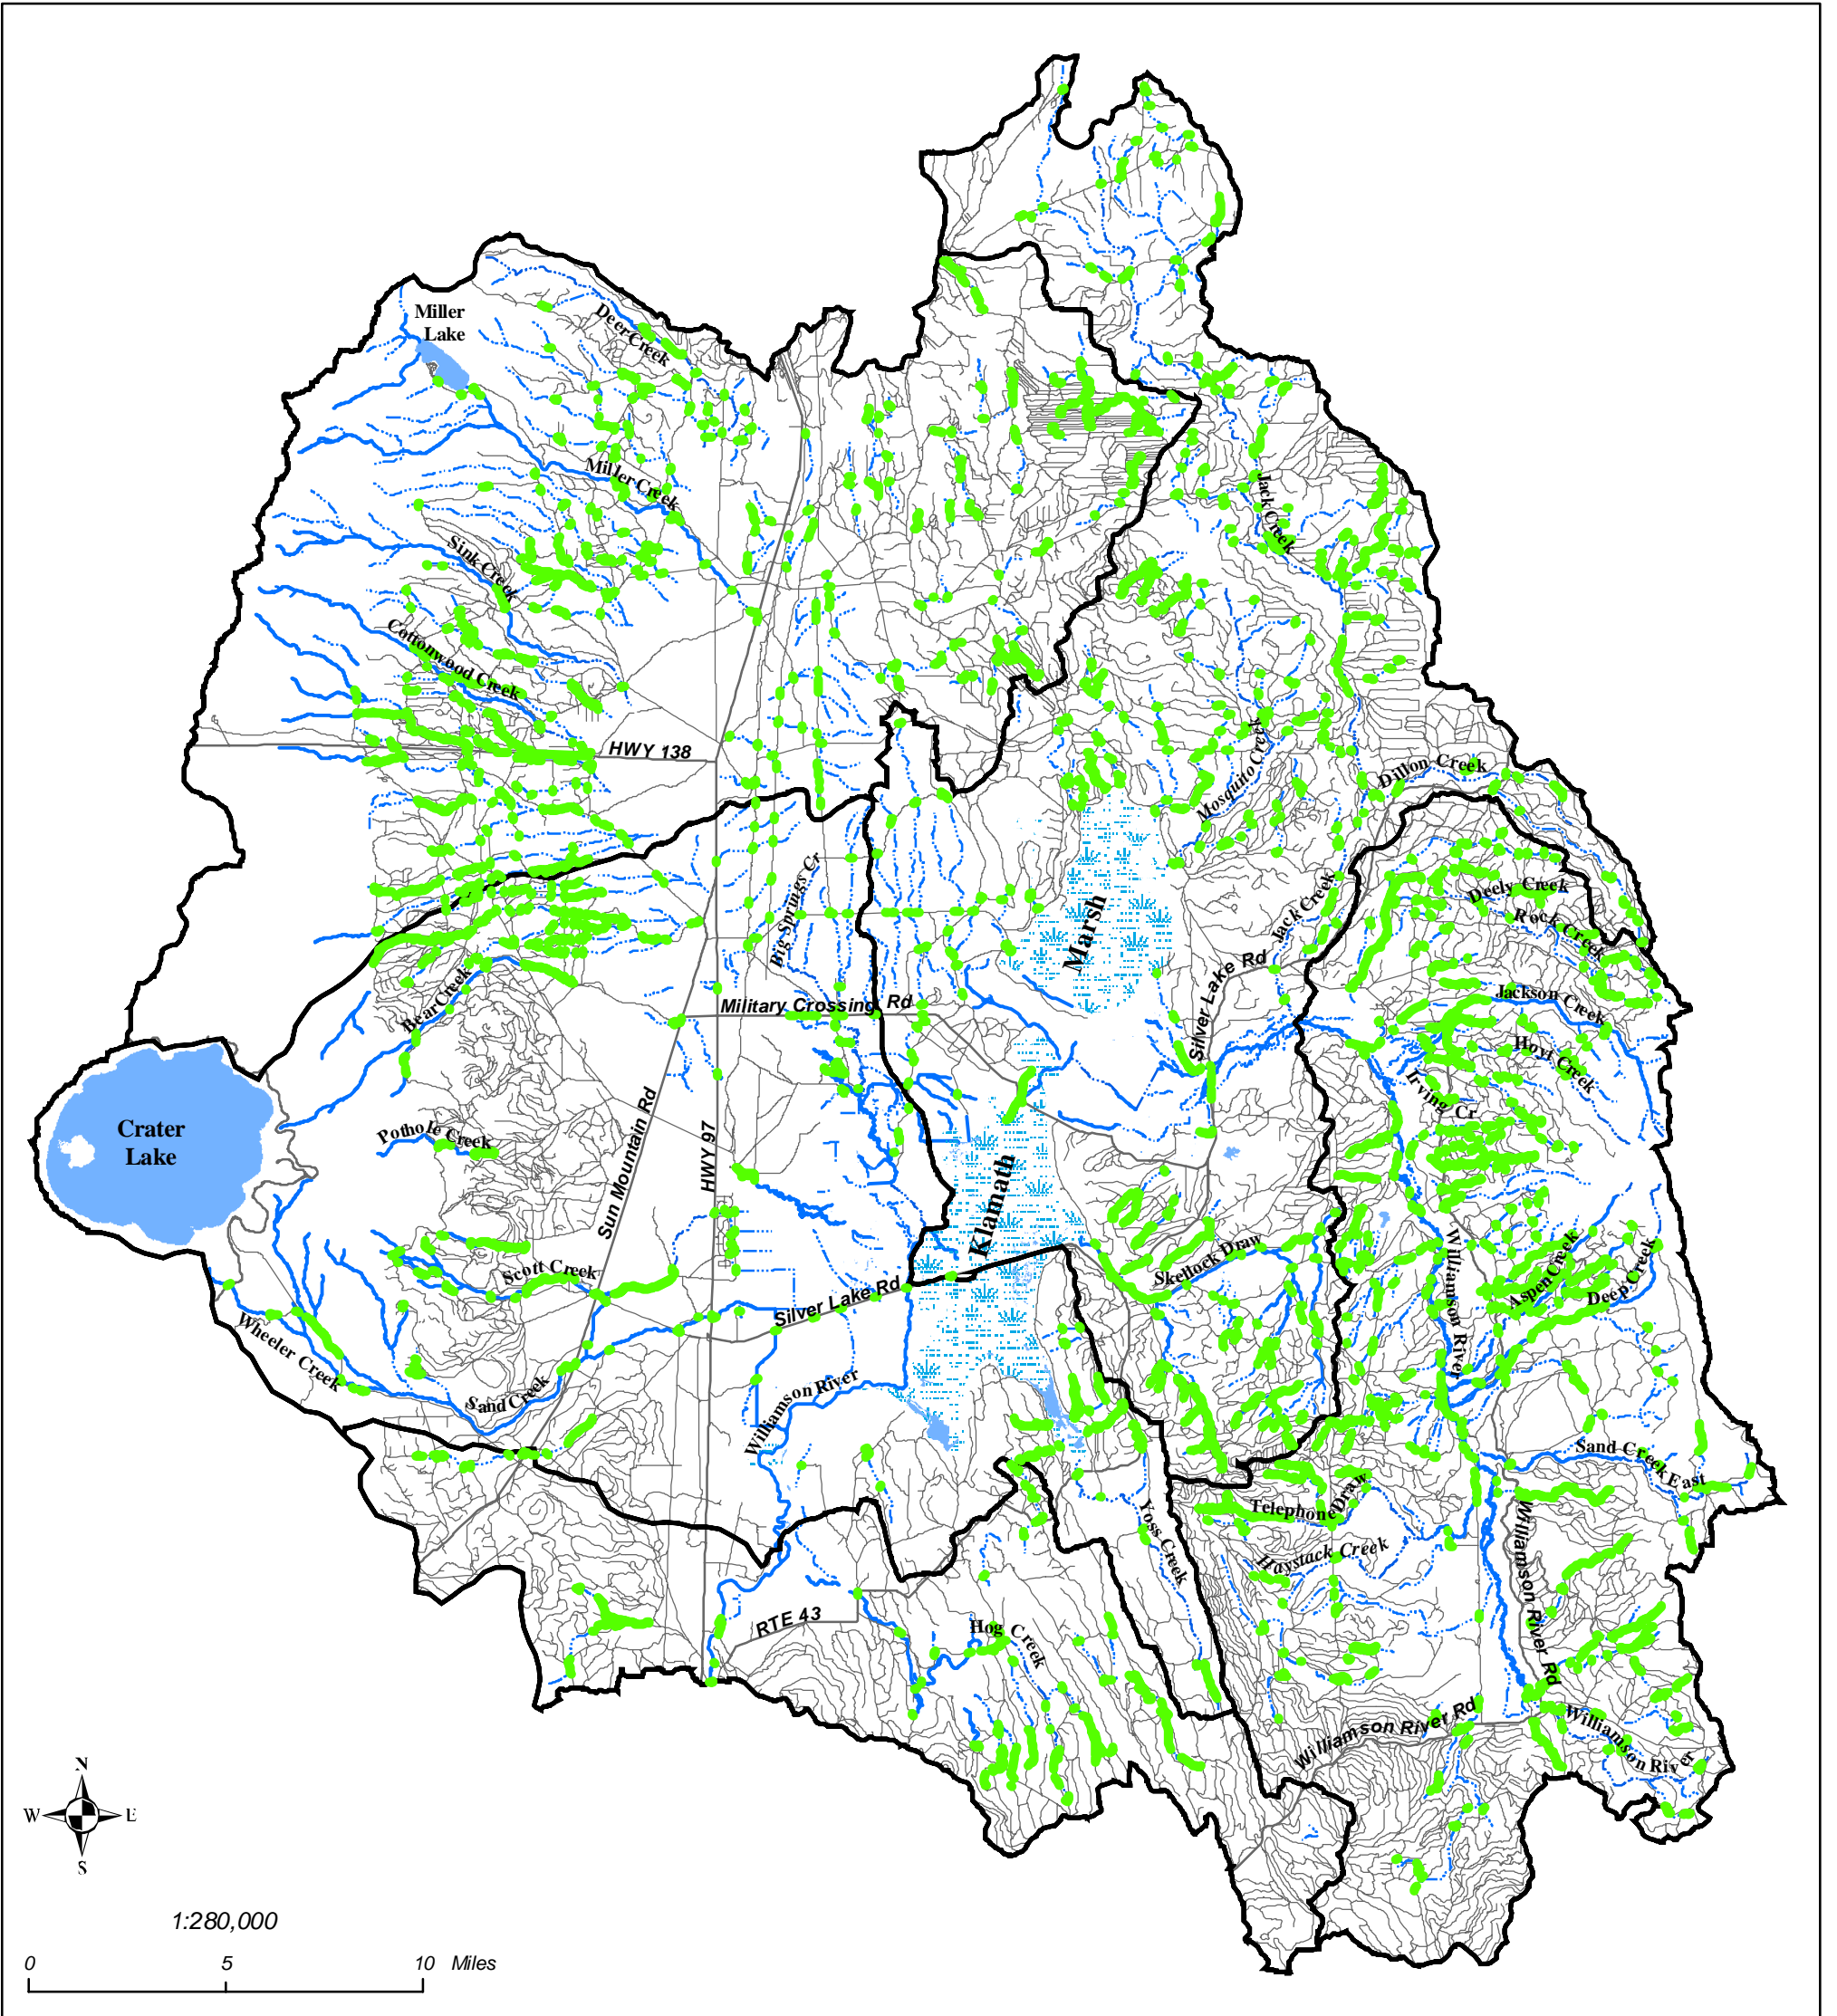 Miller
Lake
Deer Creek
Miller Creek
Jack Creek
Sink Creek
Cottonwood Creek
HWY 138
Mosquito Creek
Dillon Creek
Big Springs Cr
Marsh
Jack Creek
Deely Creek
Rock Creek
Silver Lake Rd
Bear Creek
Military Crossing Rd
Jackson Creek
Hoyt Creek
Irving Cr
Crater
Lake
Pothole Creek
Sun Mountain Rd
HWY 97
Klamath
Skellock Draw
Williamson River
Aspen Creek
Deep Creek
Scott Creek
Silver Lake Rd
Wheeler Creek
Sand Creek
Williamson River
Sand Creek East
Telephone Draw
Yoss Creek
Haystack Creek
Williamson River Rd
RTE 43
Hog Creek
Williamson River Rd
Williamson River
N
W E
S
1:280,000
0 5 10 Miles